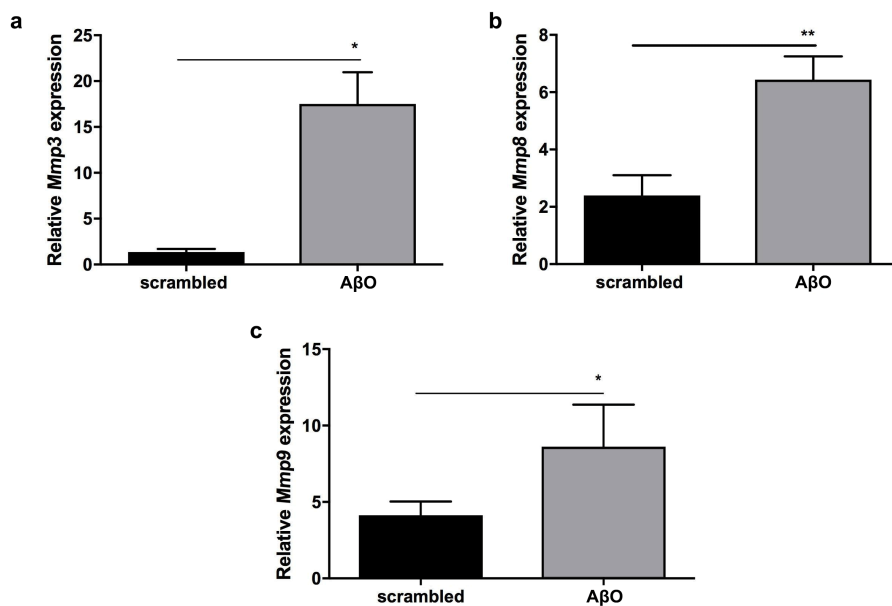 a
Relative Mmp3 expression
25
20
15
10
5
0
*
scrambled
AβO
b
Relative Mmp8 expression
8
6
4
2
0
**
scrambled
AβO
c
Relative Mmp9 expression
15
10
5
0
*
scrambled
AβO